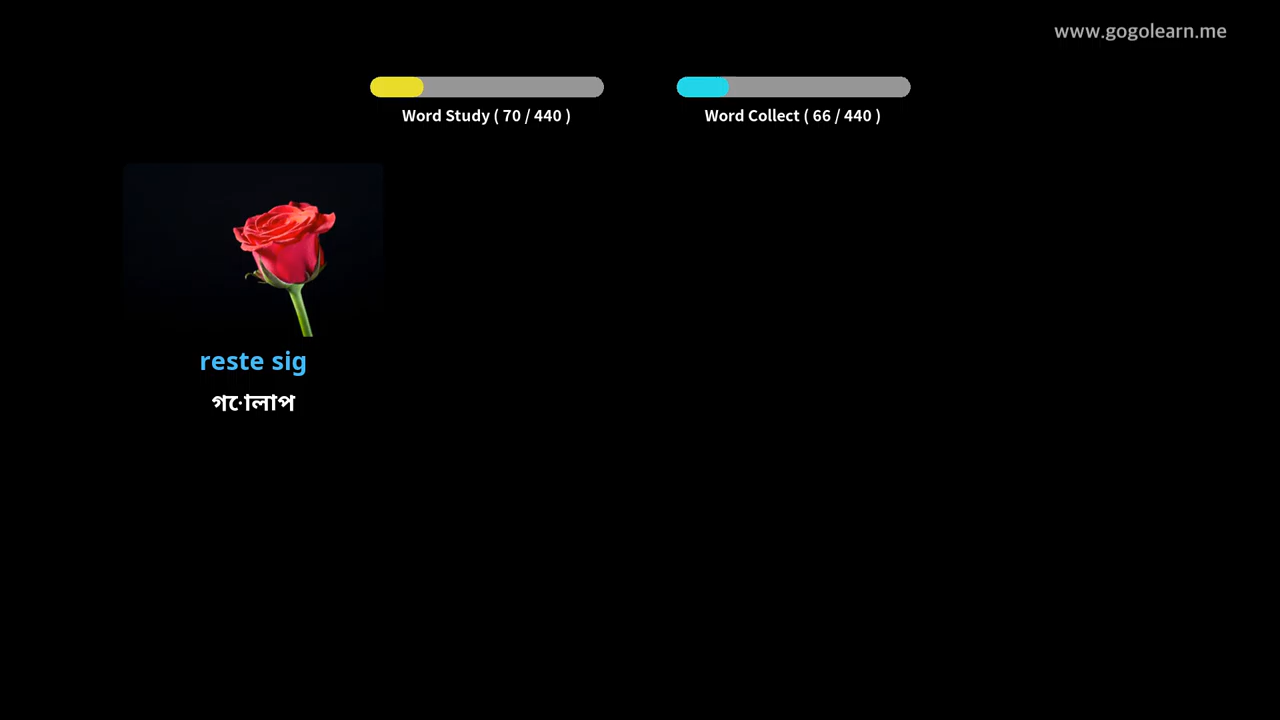 www.gogolearn.me
Word Study ( 70 / 440 )
Word Collect ( 66 / 440 )
reste sig
গোলাপ